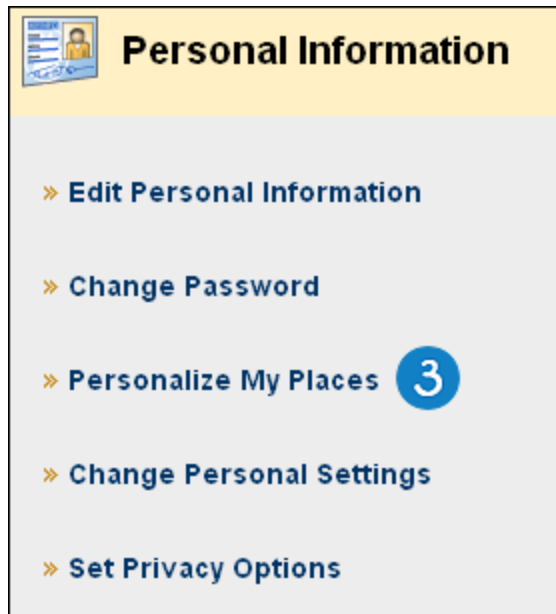 Personal Information
» Edit Personal Information
» Change Password
» Personalize My Places 3
» Change Personal Settings
» Set Privacy Options